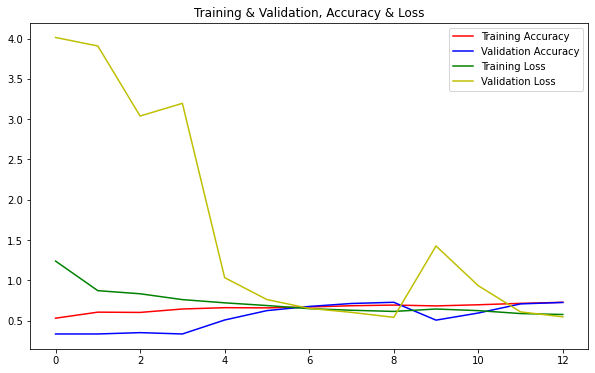 Training & Validation, Accuracy & Loss
Training Accuracy
Validation Accuracy
Training Loss
Validation Loss
4.0
3.5
3.0
2.5
2.0
1.5
1.0
0.5
0 2 4 6 8 10 12